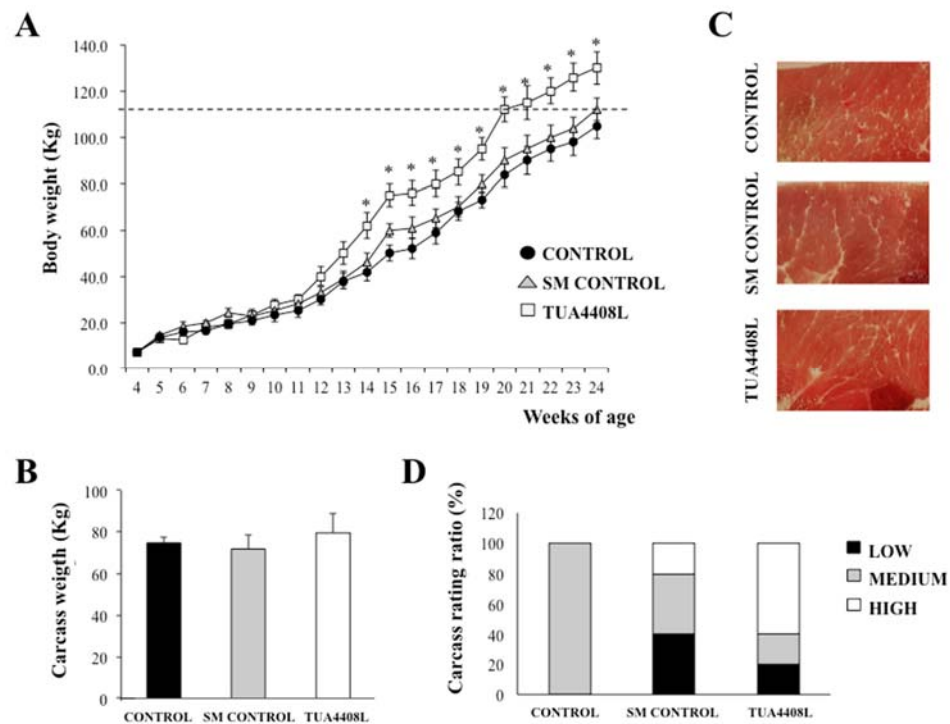 A
140.0
120.0
100.0
80.0
60.0
40.0
20.0
0.0
Body weight (Kg)
* * * * * * * * * * *
CONTROL
SM CONTROL
TUA4408L
4 5 6 7 8 9 10 11 12 13 14 15 16 17 18 19 20 21 22 23 24
Weeks of age
C
CONTROL
SM CONTROL
TUA4408L
B
100
80
60
40
20
0
Carcass weigth (Kg)
CONTROL SM CONTROL TUA4408L
D
120
100
80
60
40
20
0
Carcass rating ratio (%)
CONTROL SM CONTROL TUA4408L
LOW
MEDIUM
HIGH